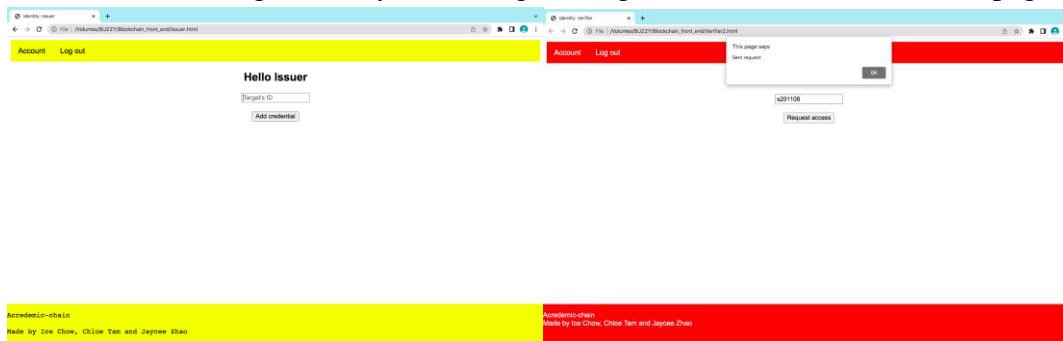 Identity: Issuer
File | /Volumes/BUZZY/Blockchain_front_end/Issuer.html
Account Log out
Hello Issuer
Target's ID
Add credential
Acredemic-chain
Made by Ice Chow, Chloe Tam and Jaycee Zhao
Identity: Verifier
File | /Volumes/BUZZY/Blockchain_front_end/Verifier2.html
Account Log out
This page says
Sent request
OK
s201108
Request access
Acredemic-chain
Made by Ice Chow, Chloe Tam and Jaycee Zhao